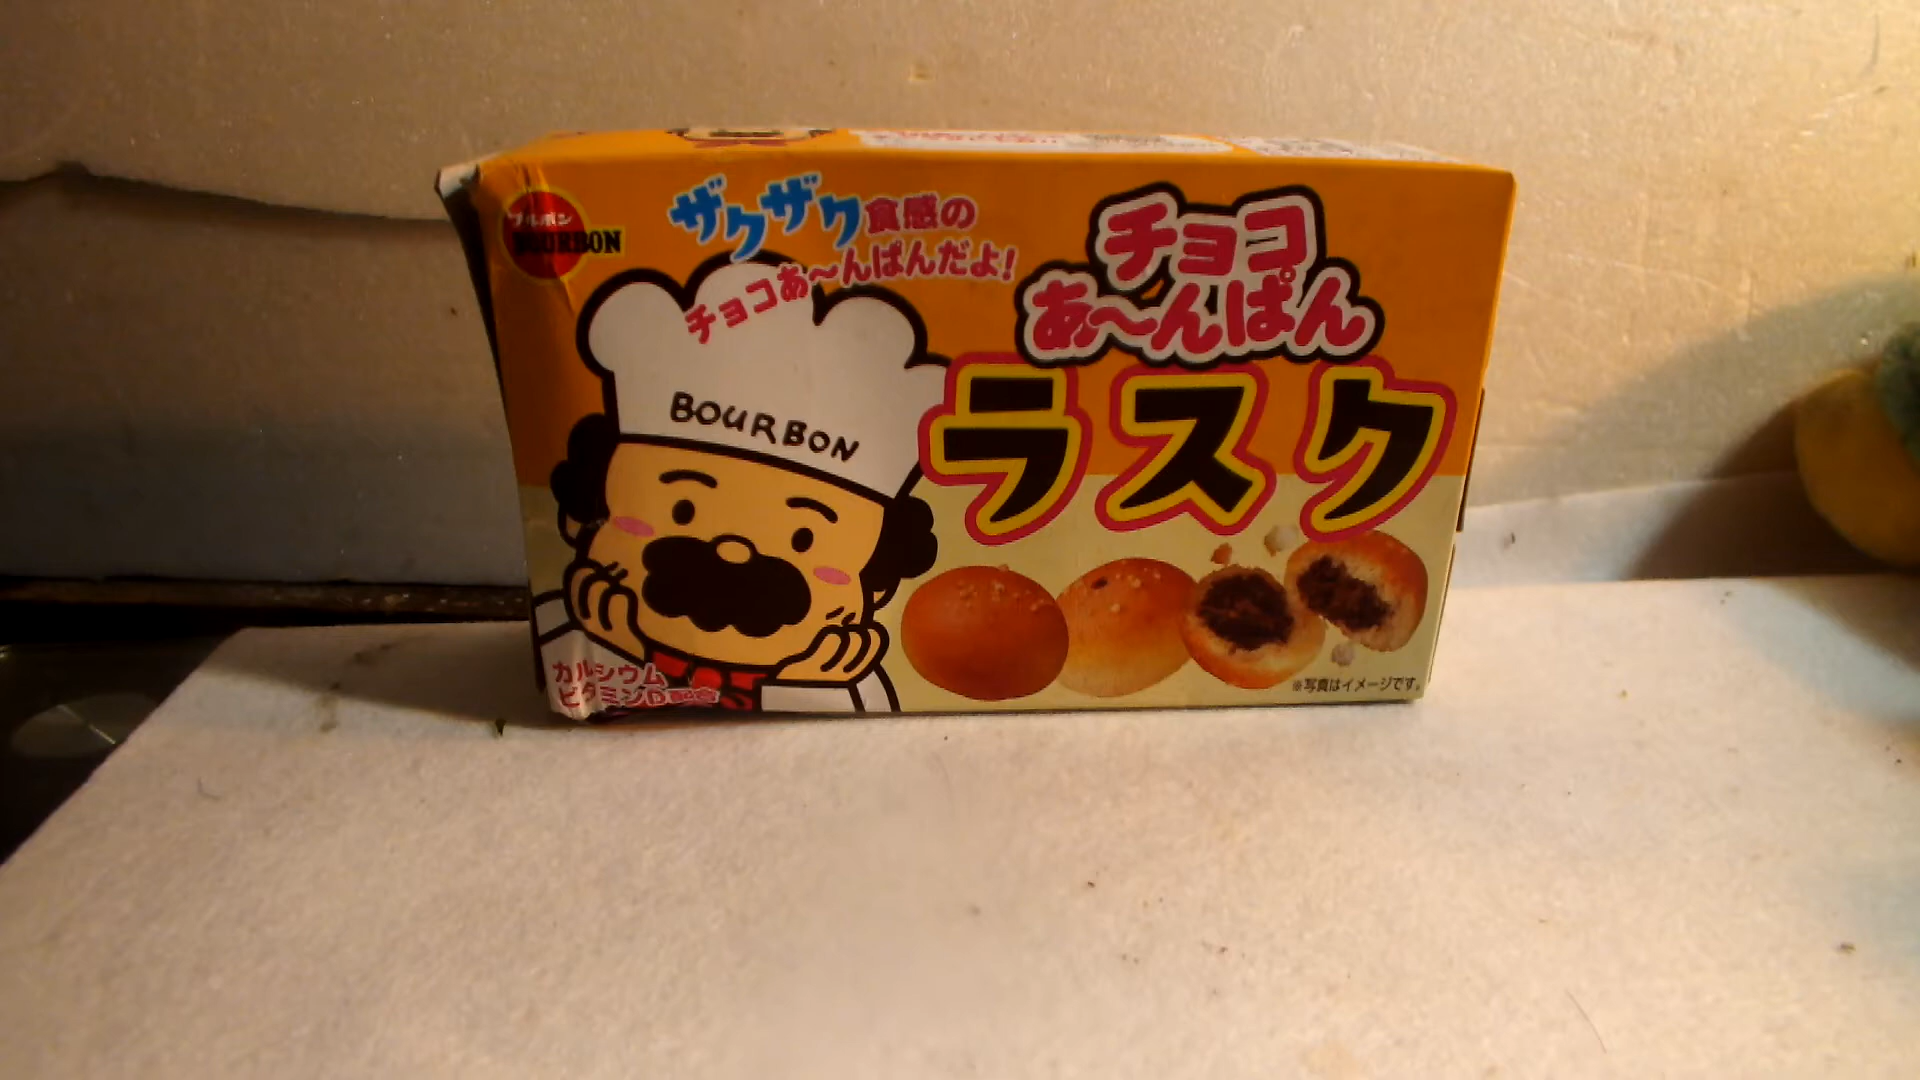 ブルボン
BOURBON
ザクザク食感の
チョコあ～んぱんだよ!
チョコ
あ～んぱん
ラスク
BOURBON
カルシウム
ビタミンD配合
※写真はイメージです。